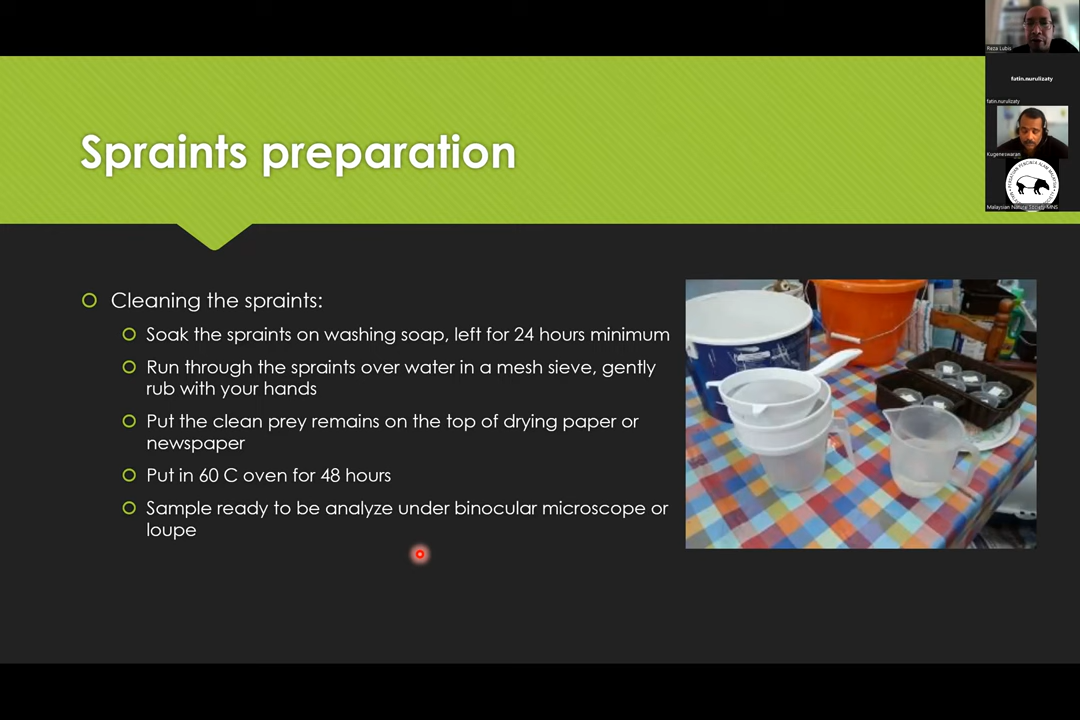 Spraints preparation
Cleaning the spraints:
Soak the spraints on washing soap, left for 24 hours minimum
Run through the spraints over water in a mesh sieve, gently
rub with your hands
Put the clean prey remains on the top of drying paper or
newspaper
Put in 60 C oven for 48 hours
Sample ready to be analyze under binocular microscope or
loupe
Reza Lubis
fatin.nurulizaty
fatin.nurulizaty
Kugeneswaran
Malaysian Nature Society-MNS